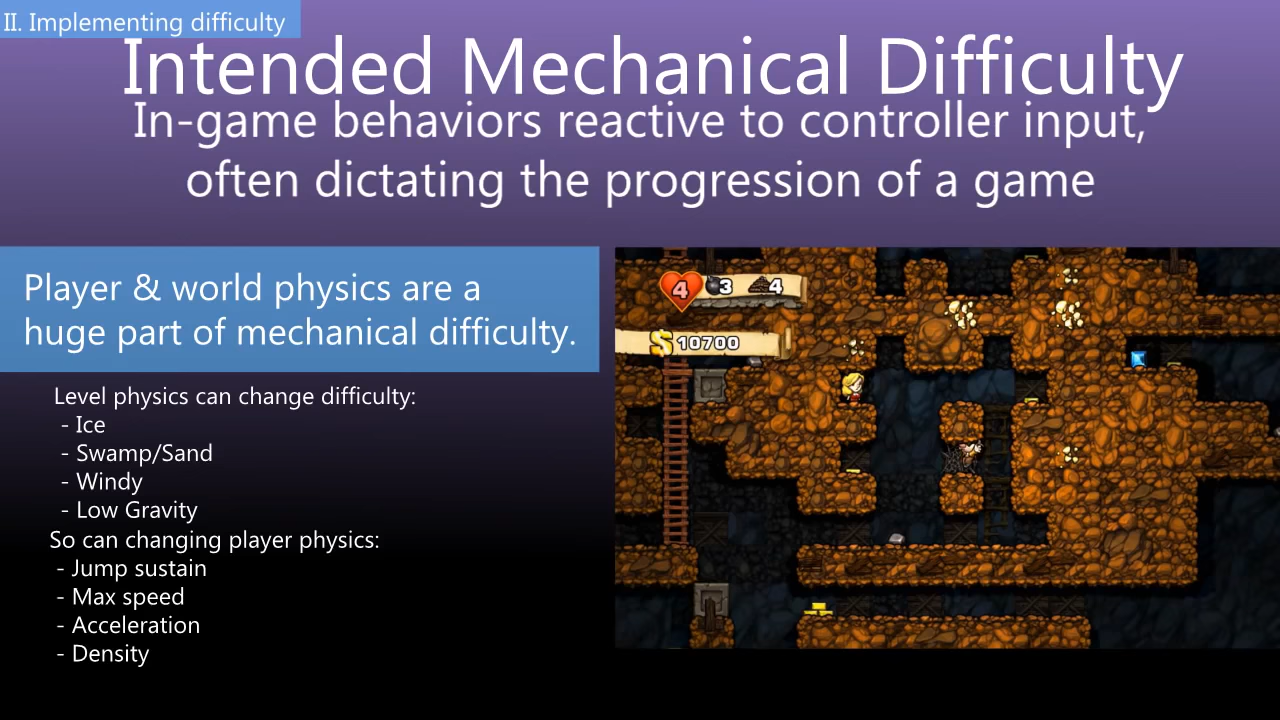 II. Implementing difficulty
Intended Mechanical Difficulty
In-game behaviors reactive to controller input,
often dictating the progression of a game
Player & world physics are a
huge part of mechanical difficulty.
Level physics can change difficulty:
- Ice
- Swamp/Sand
- Windy
- Low Gravity
So can changing player physics:
- Jump sustain
- Max speed
- Acceleration
- Density
4 3 4
$ 10700